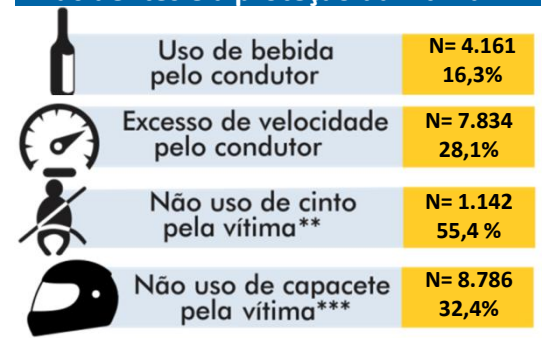 Uso de bebida
pelo condutor
N= 4.161
16,3%
Excesso de velocidade
pelo condutor
N= 7.834
28,1%
Não uso de cinto
pela vítima**
N= 1.142
55,4 %
Não uso de capacete
pela vítima***
N= 8.786
32,4%